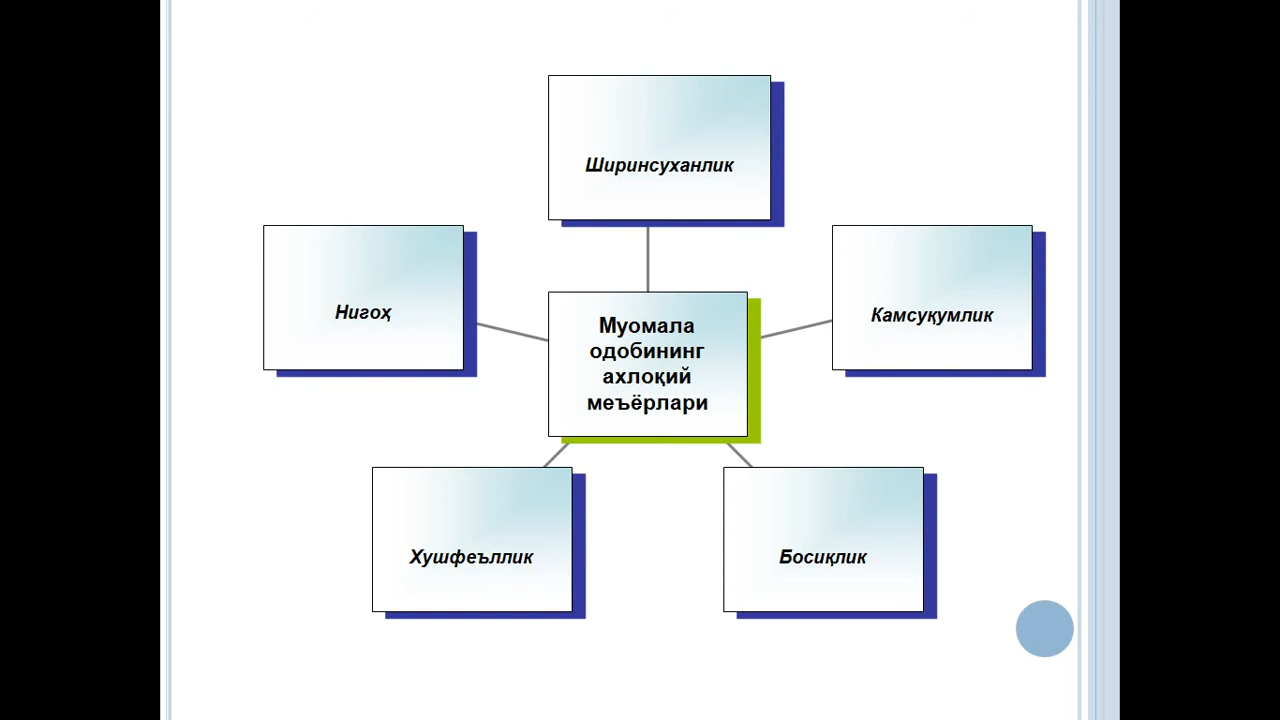 Ширинсуханлик
Нигоҳ
Камсуқумлик
Муомала
одобининг
ахлоқий
меъёрлари
Хушфеъллик
Босиқлик